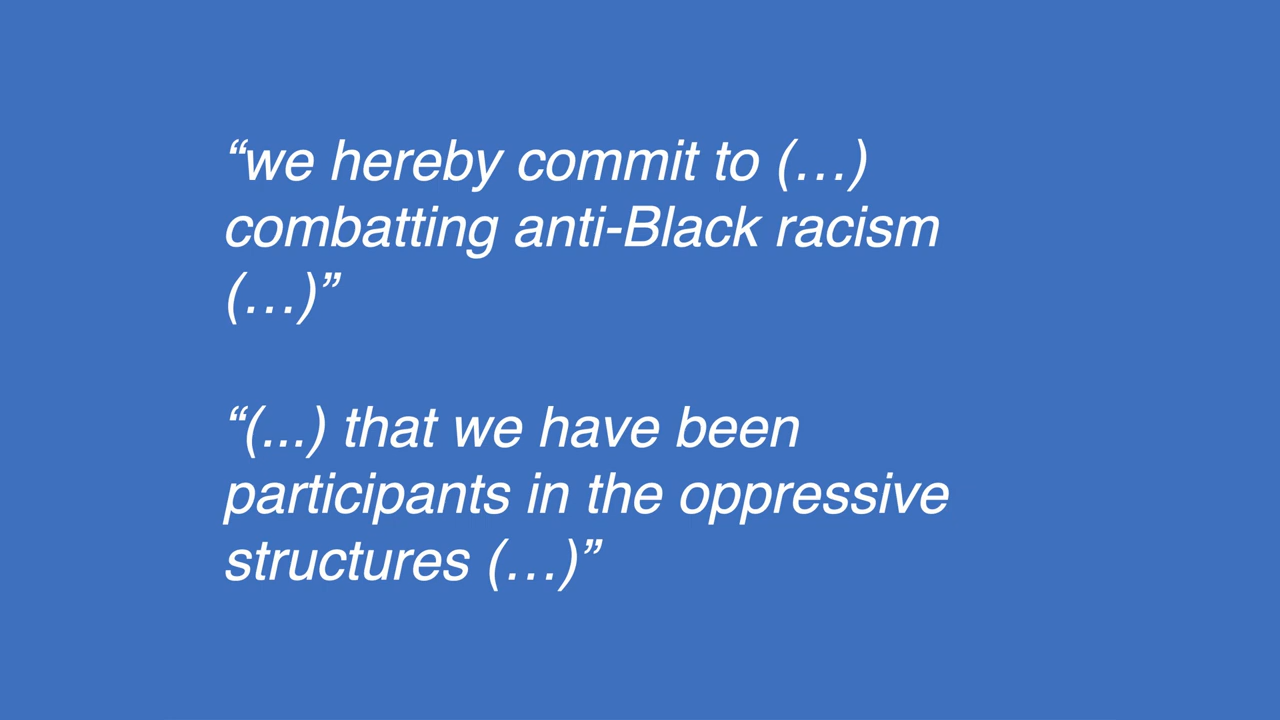 “we hereby commit to (…)
combatting anti-Black racism
(…)”
“(...) that we have been
participants in the oppressive
structures (…)”